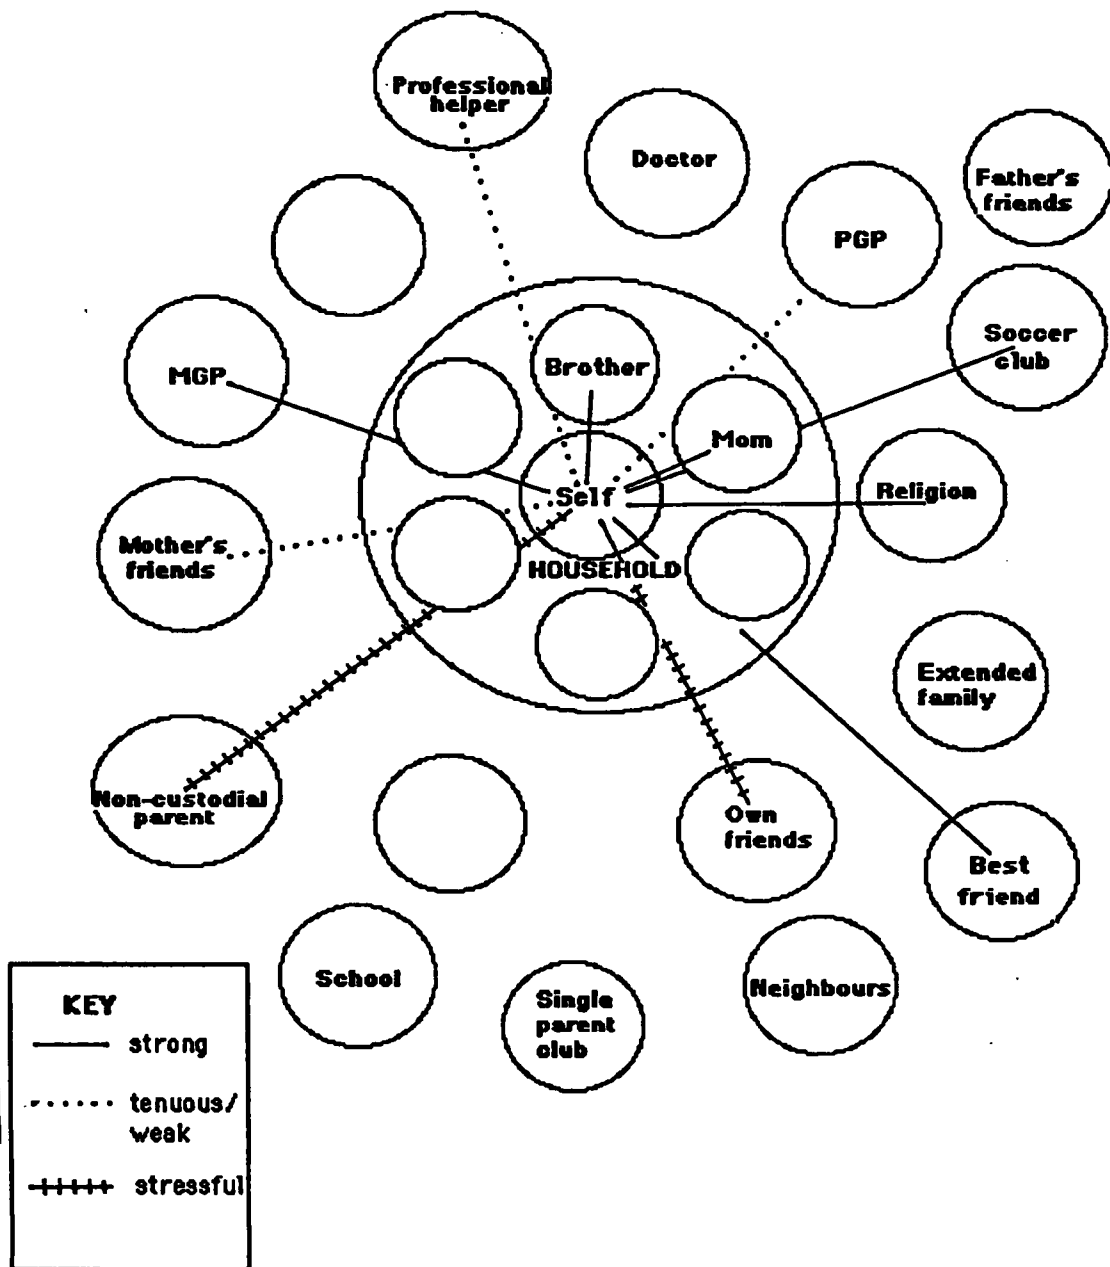 Professional
helper
Doctor
Father's
friends
PGP
Soccer
club
MGP
Brother
Mom
Self
Religion
Mother's
friends
HOUSEHOLD
Extended
family
Non-custodial
parent
Own
friends
Best
friend
School
Single
parent
club
Neighbours
KEY
strong
tenuous/
weak
stressful